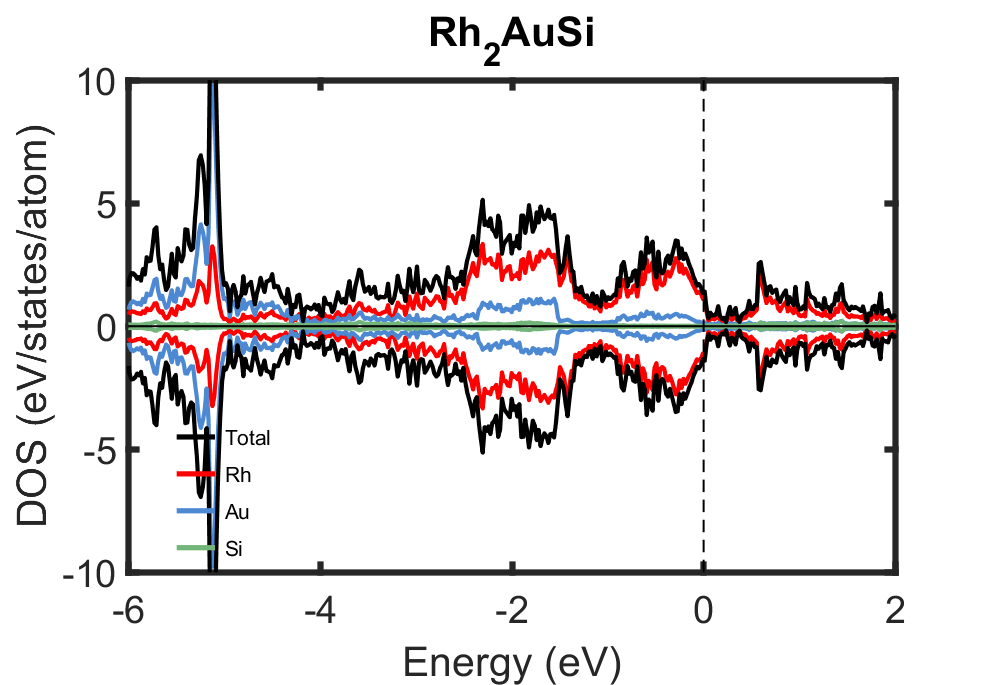 Rh2AuSi
10
5
0
-5
-10
DOS (eV/states/atom)
Total
Rh
Au
Si
-6 -4 -2 0 2
Energy (eV)